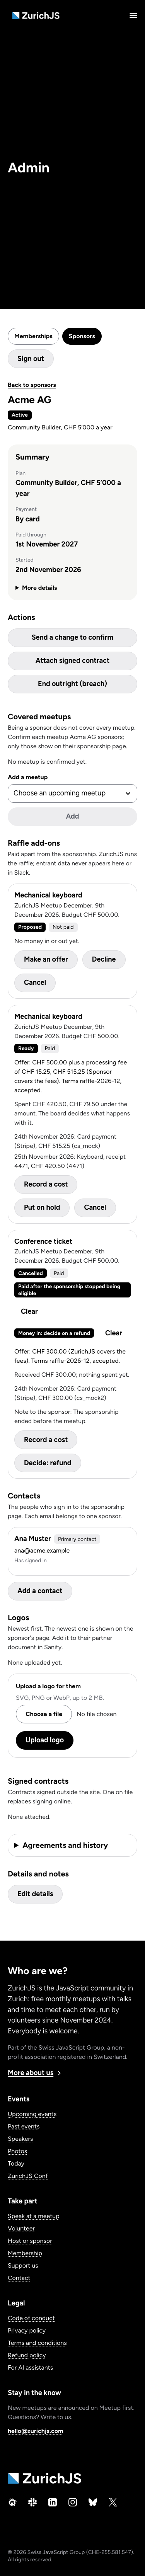 ZurichJS
Admin
Memberships
Sponsors
Sign out
Back to sponsors
Acme AG
Active
Community Builder, CHF 5'000 a year
Summary
Plan
Community Builder, CHF 5'000 a
year
Payment
By card
Paid through
1st November 2027
Started
2nd November 2026
More details
Actions
Send a change to confirm
Attach signed contract
End outright (breach)
Covered meetups
Being a sponsor does not cover every meetup.
Confirm each meetup Acme AG sponsors;
only those show on their sponsorship page.
No meetup is confirmed yet.
Add a meetup
Choose an upcoming meetup
Add
Raffle add-ons
Paid apart from the sponsorship. ZurichJS runs
the raffle; entrant data never appears here or
in Slack.
Mechanical keyboard
ZurichJS Meetup December, 9th
December 2026. Budget CHF 500.00.
Proposed
Not paid
No money in or out yet.
Make an offer
Decline
Cancel
Mechanical keyboard
ZurichJS Meetup December, 9th
December 2026. Budget CHF 500.00.
Ready
Paid
Offer: CHF 500.00 plus a processing fee
of CHF 15.25, CHF 515.25 (Sponsor
covers the fees). Terms raffle-2026-12,
accepted.
Spent CHF 420.50, CHF 79.50 under the
amount. The board decides what happens
with it.
24th November 2026: Card payment
(Stripe), CHF 515.25 (cs_mock)
25th November 2026: Keyboard, receipt
4471, CHF 420.50 (4471)
Record a cost
Put on hold
Cancel
Conference ticket
ZurichJS Meetup December, 9th
December 2026. Budget CHF 300.00.
Cancelled
Paid
Paid after the sponsorship stopped being
eligible
Clear
Money in: decide on a refund
Clear
Offer: CHF 300.00 (ZurichJS covers the
fees). Terms raffle-2026-12, accepted.
Received CHF 300.00; nothing spent yet.
24th November 2026: Card payment
(Stripe), CHF 300.00 (cs_mock2)
Note to the sponsor: The sponsorship
ended before the meetup.
Record a cost
Decide: refund
Contacts
The people who sign in to the sponsorship
page. Each email belongs to one sponsor.
Ana Muster
Primary contact
ana@acme.example
Has signed in
Add a contact
Logos
Newest first. The newest one is shown on the
sponsor's page. Add it to their partner
document in Sanity.
None uploaded yet.
Upload a logo for them
SVG, PNG or WebP, up to 2 MB.
Choose a file
No file chosen
Upload logo
Signed contracts
Contracts signed outside the site. One on file
replaces signing online.
None attached.
Agreements and history
Details and notes
Edit details
Who are we?
ZurichJS is the JavaScript community in
Zurich: free monthly meetups with talks
and time to meet each other, run by
volunteers since November 2024.
Everybody is welcome.
Part of the Swiss JavaScript Group, a non-
profit association registered in Switzerland.
More about us
Events
Upcoming events
Past events
Speakers
Photos
Today
ZurichJS Conf
Take part
Speak at a meetup
Volunteer
Host or sponsor
Membership
Support us
Contact
Legal
Code of conduct
Privacy policy
Terms and conditions
Refund policy
For AI assistants
Stay in the know
New meetups are announced on Meetup first.
Questions? Write to us.
hello@zurichjs.com
ZurichJS
© 2026 Swiss JavaScript Group (CHE-255.581.547).
All rights reserved.